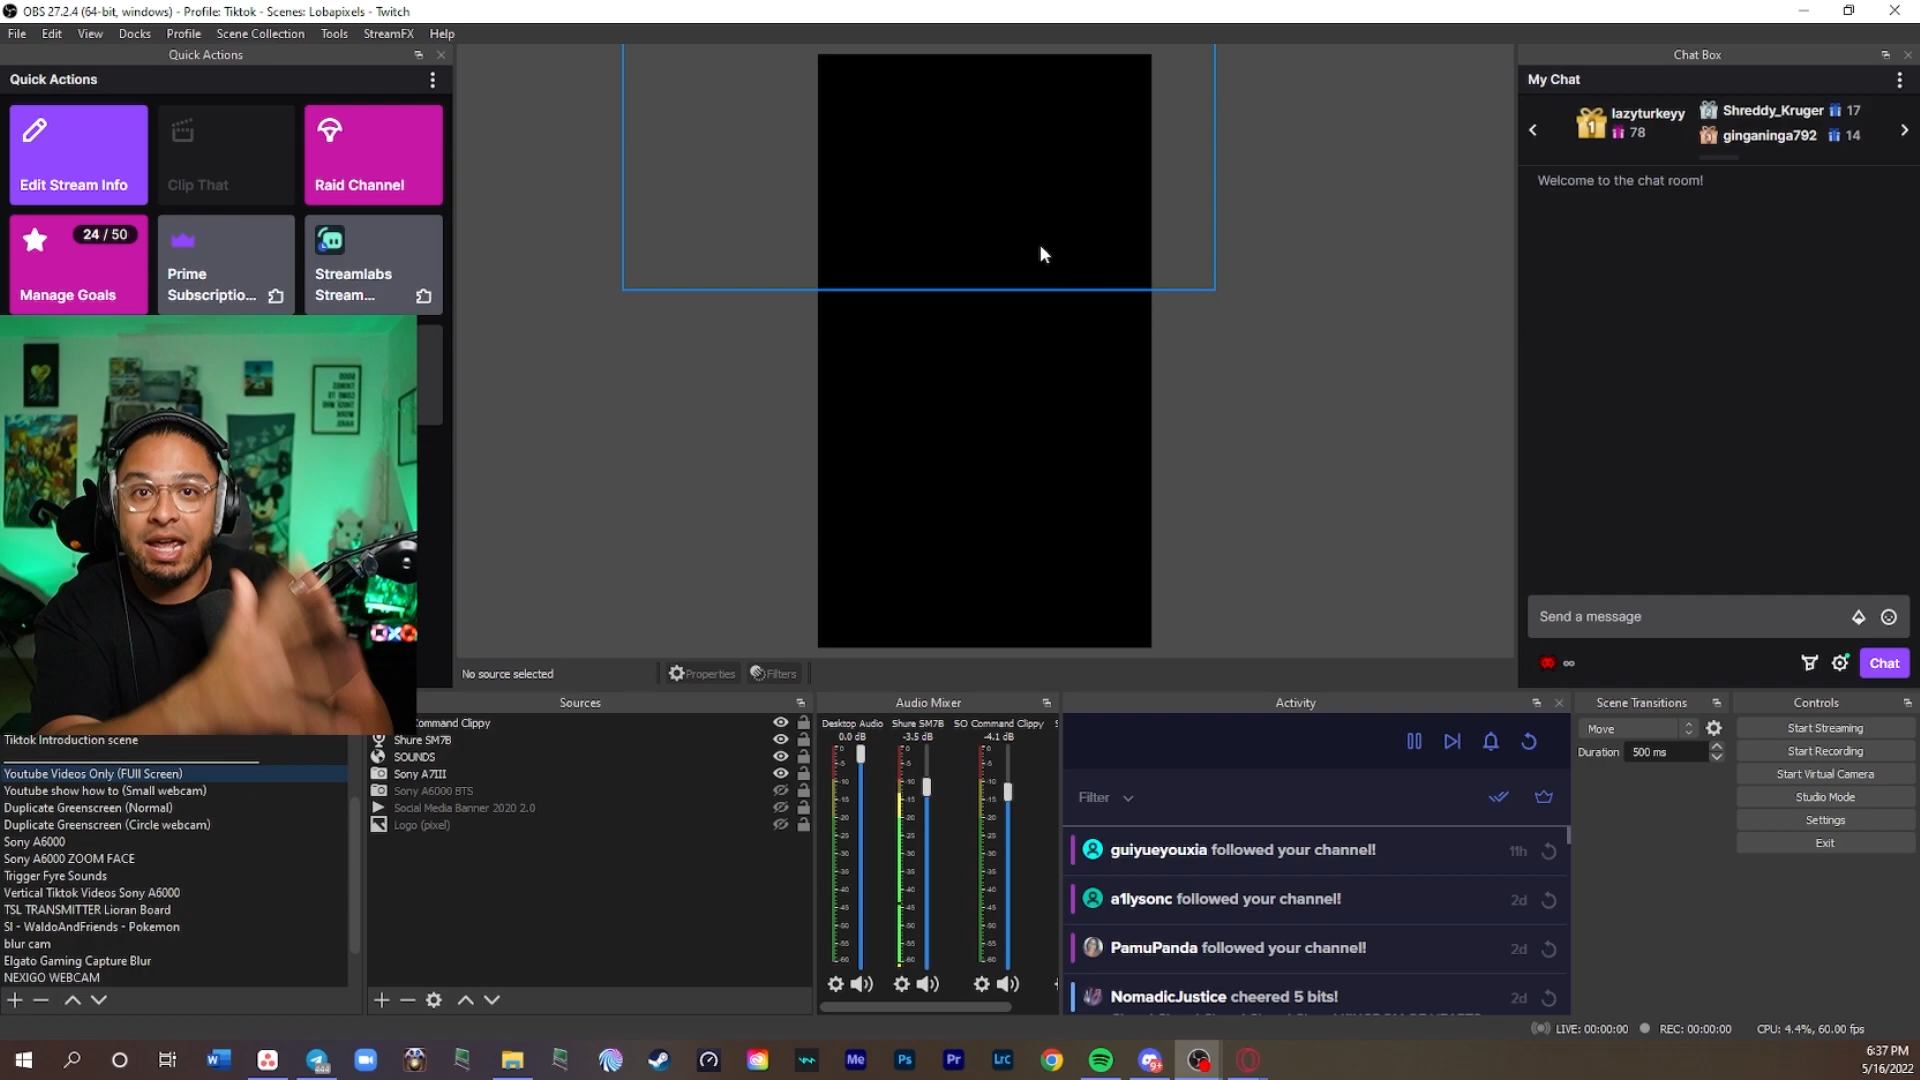 OBS 27.2.4 (64-bit, windows) - Profile: Tiktok - Scenes: Lobapixels - Twitch
File Edit View Docks Profile Scene Collection Tools StreamFX Help
Quick Actions
Quick Actions
Edit Stream Info
Clip That
Raid Channel
24 / 50
Manage Goals
Prime
Subscriptio...
Streamlabs
Stream...
Chat Box
My Chat
1
lazyturkeyy
78
Shreddy_Kruger 17
ginganinga792 14
Welcome to the chat room!
Send a message
Chat
No source selected
Properties
Filters
Tiktok Introduction scene
Youtube Videos Only (FUll Screen)
Youtube show how to (Small webcam)
Duplicate Greenscreen (Normal)
Duplicate Greenscreen (Circle webcam)
Sony A6000
Sony A6000 ZOOM FACE
Trigger Fyre Sounds
Vertical Tiktok Videos Sony A6000
TSL TRANSMITTER Lioran Board
SI - WaldoAndFriends - Pokemon
blur cam
Elgato Gaming Capture Blur
NEXIGO WEBCAM
Sources
ommand Clippy
Shure SM7B
SOUNDS
Sony A7III
Sony A6000 BTS
Social Media Banner 2020 2.0
Logo (pixel)
Audio Mixer
Desktop Audio Shure SM7B SO Command Clippy
0.0 dB -3.5 dB -4.1 dB
Activity
Filter
guiyueyouxia followed your channel! 11h
a1lysonc followed your channel! 2d
PamuPanda followed your channel! 2d
NomadicJustice cheered 5 bits! 2d
Scene Transitions
Move
Duration 500 ms
Controls
Start Streaming
Start Recording
Start Virtual Camera
Studio Mode
Settings
Exit
LIVE: 00:00:00 REC: 00:00:00 CPU: 4.4%, 60.00 fps
W 444 Me Ps Pr Lrc 9+
6:37 PM
5/16/2022